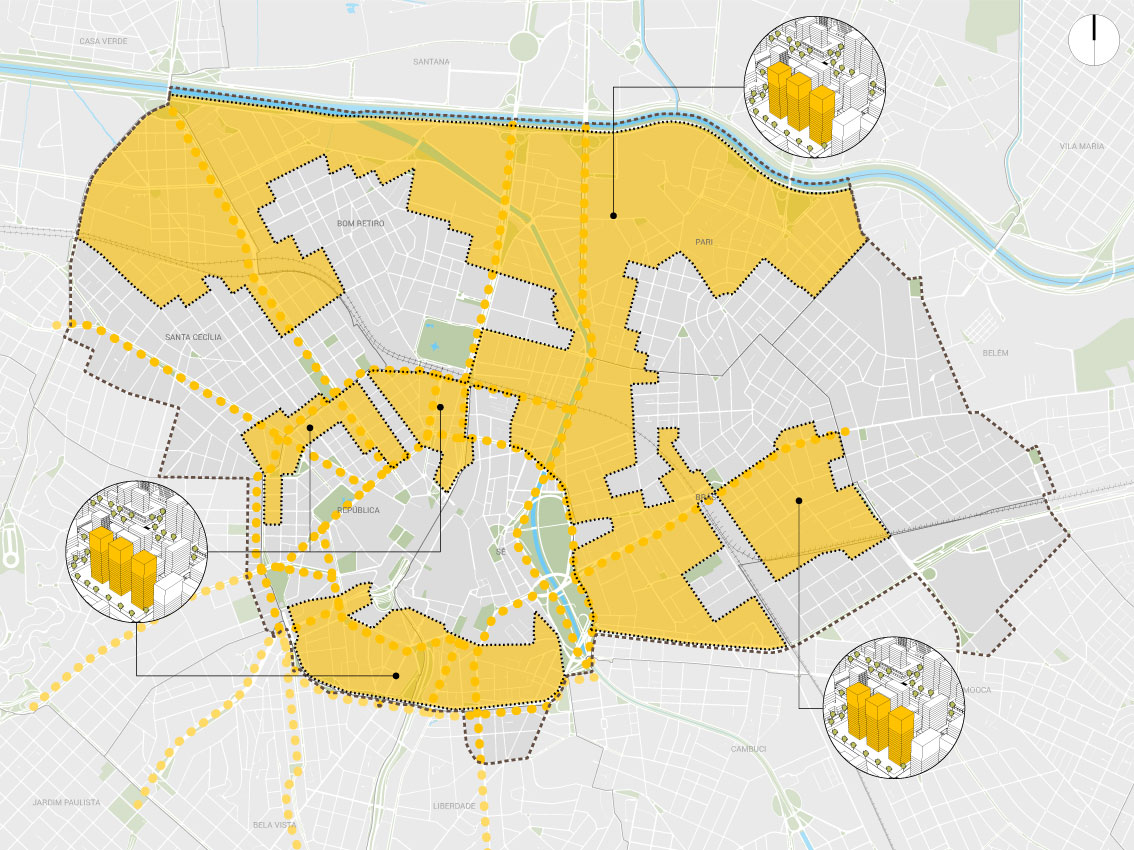 CASA VERDE
SANTANA
VILA MARIA
BOM RETIRO
PARI
SANTA CECÍLIA
BELÉM
BRÁS
REPÚBLICA
SÉ
MOOCA
CAMBUCI
JARDIM PAULISTA
LIBERDADE
BELA VISTA